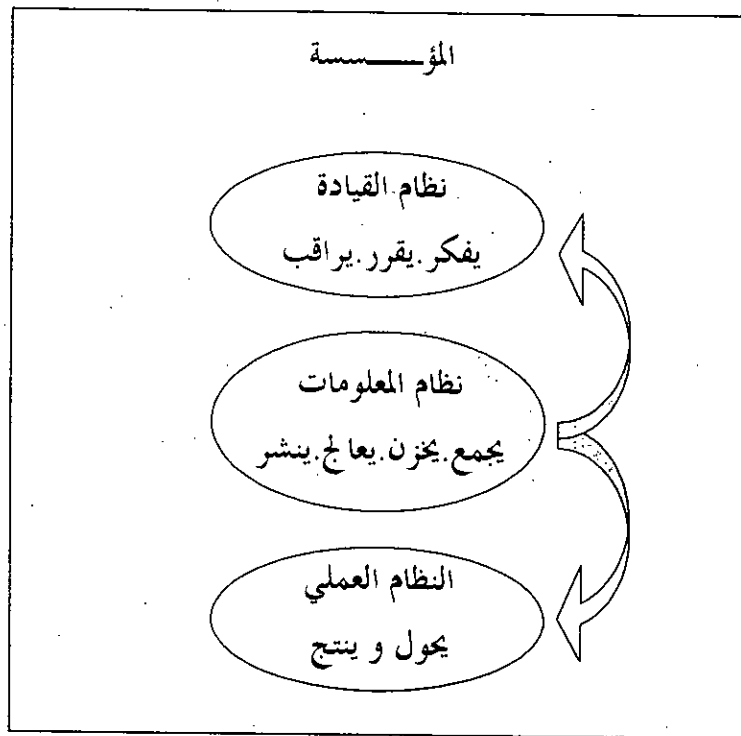 المؤسسة
نظام القيادة
يفكر.يقرر.يراقب
نظام المعلومات
يجمع.يخزن.يعالج.ينشر
النظام العملي
يحول و ينتج